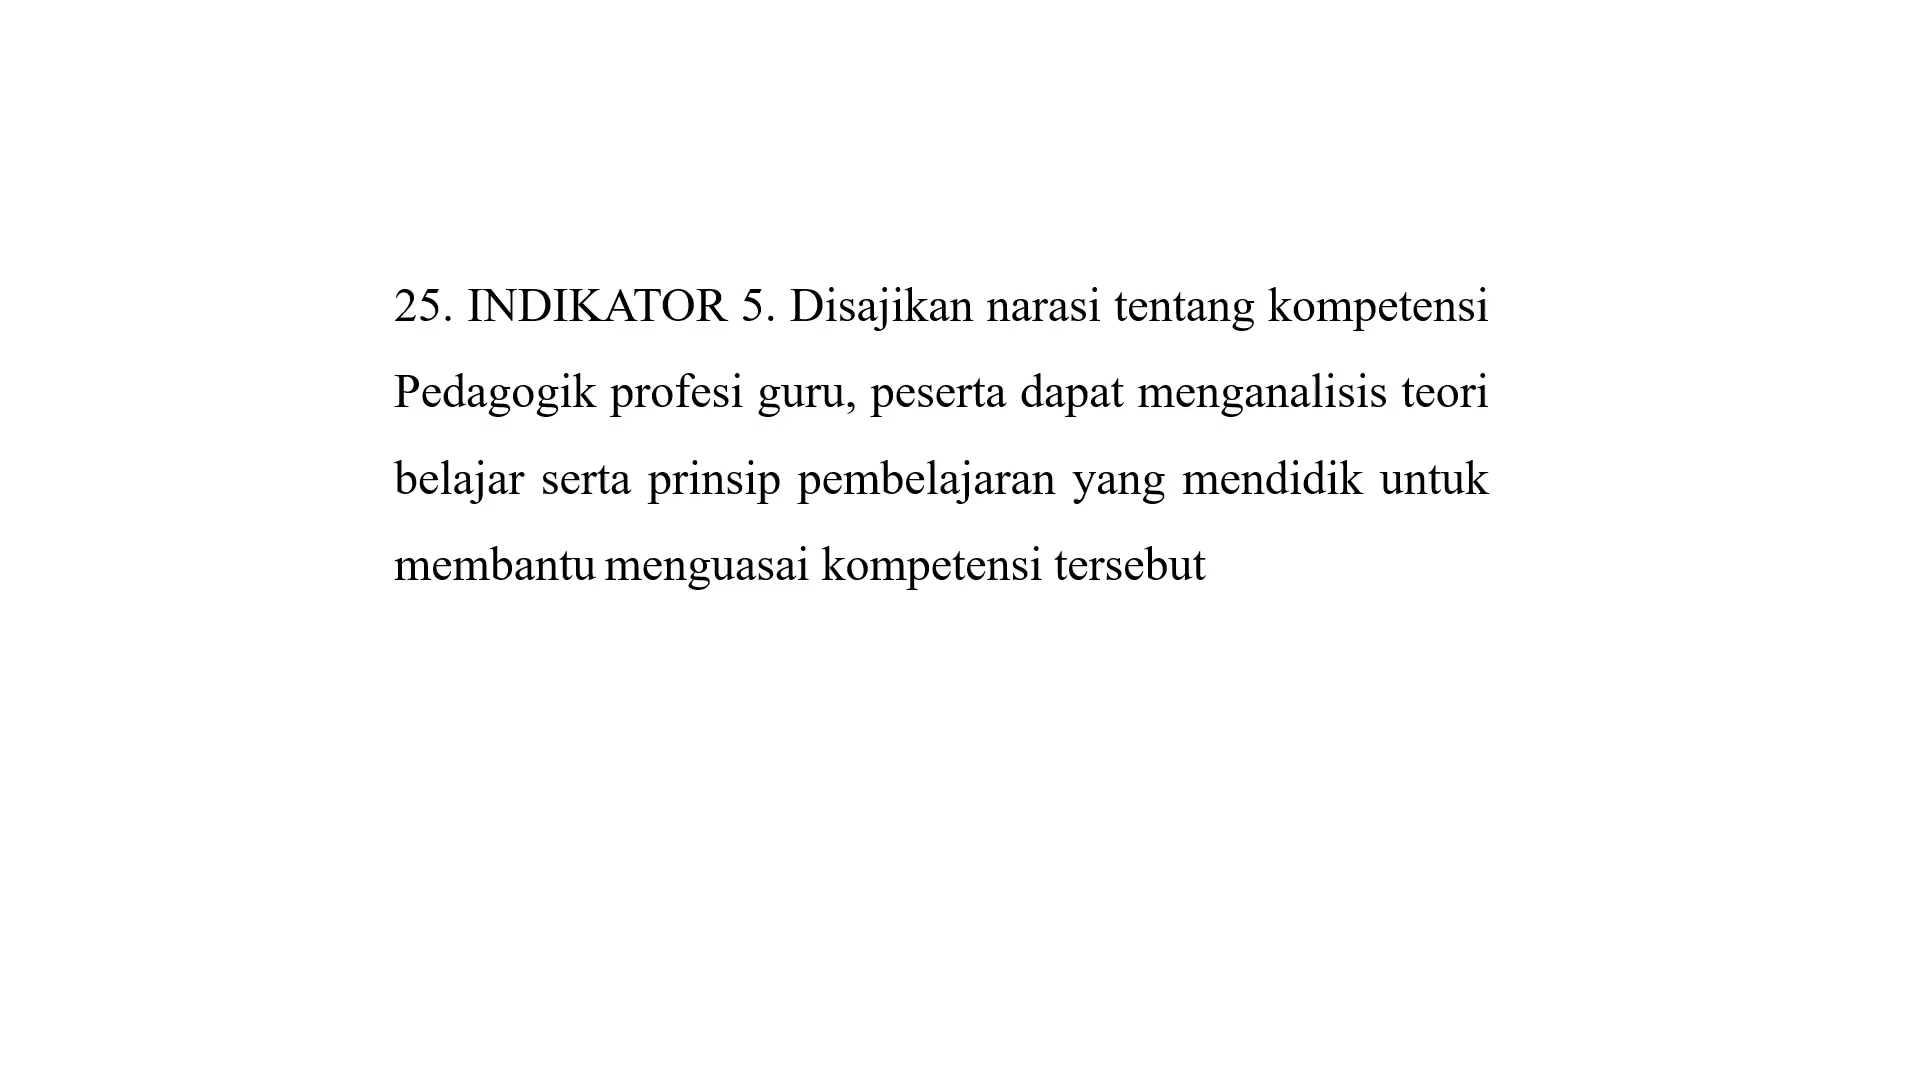 25. INDIKATOR 5. Disajikan narasi tentang kompetensi
Pedagogik profesi guru, peserta dapat menganalisis teori
belajar serta prinsip pembelajaran yang mendidik untuk
membantu menguasai kompetensi tersebut